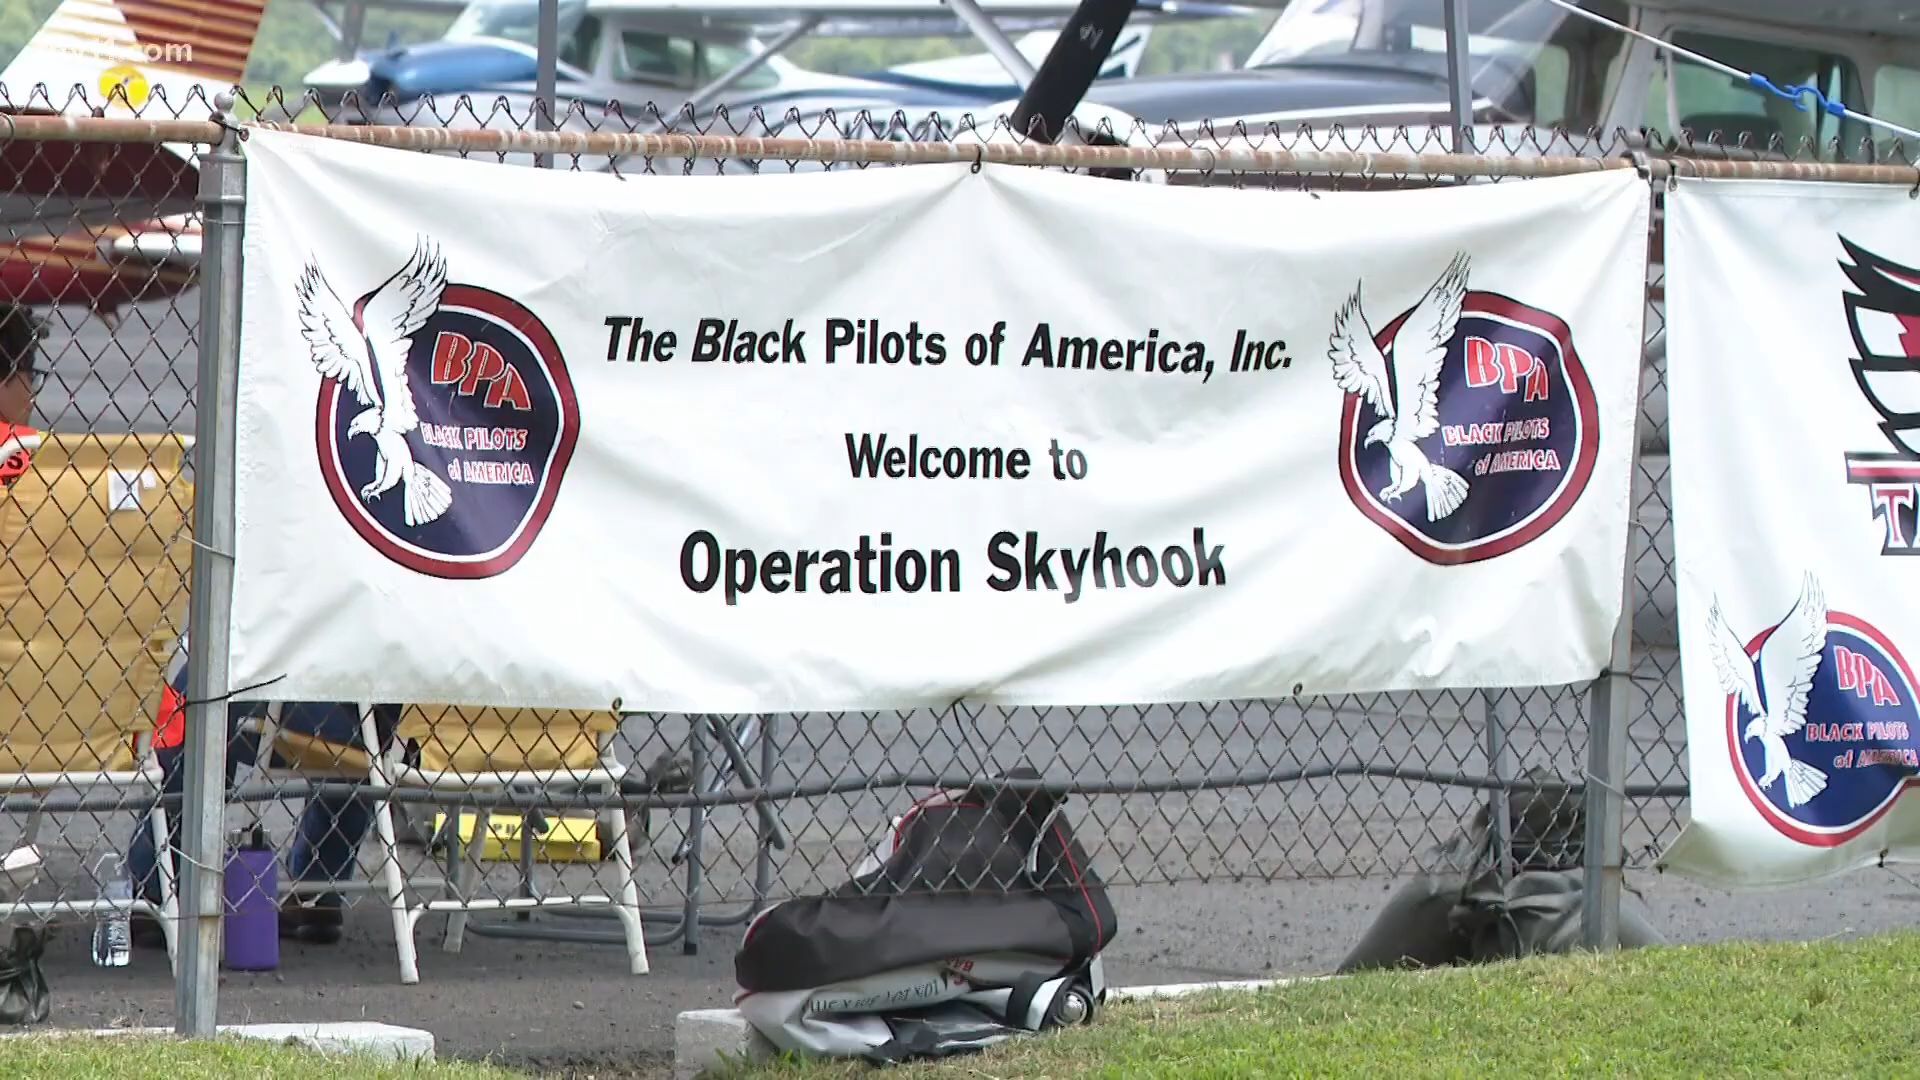 The Black Pilots of America, Inc.
Welcome to
Operation Skyhook
BPA
BLACK PILOTS
of AMERICA
BPA
BLACK PILOTS
of AMERICA
BPA
BLACK PILOTS
of AMERICA